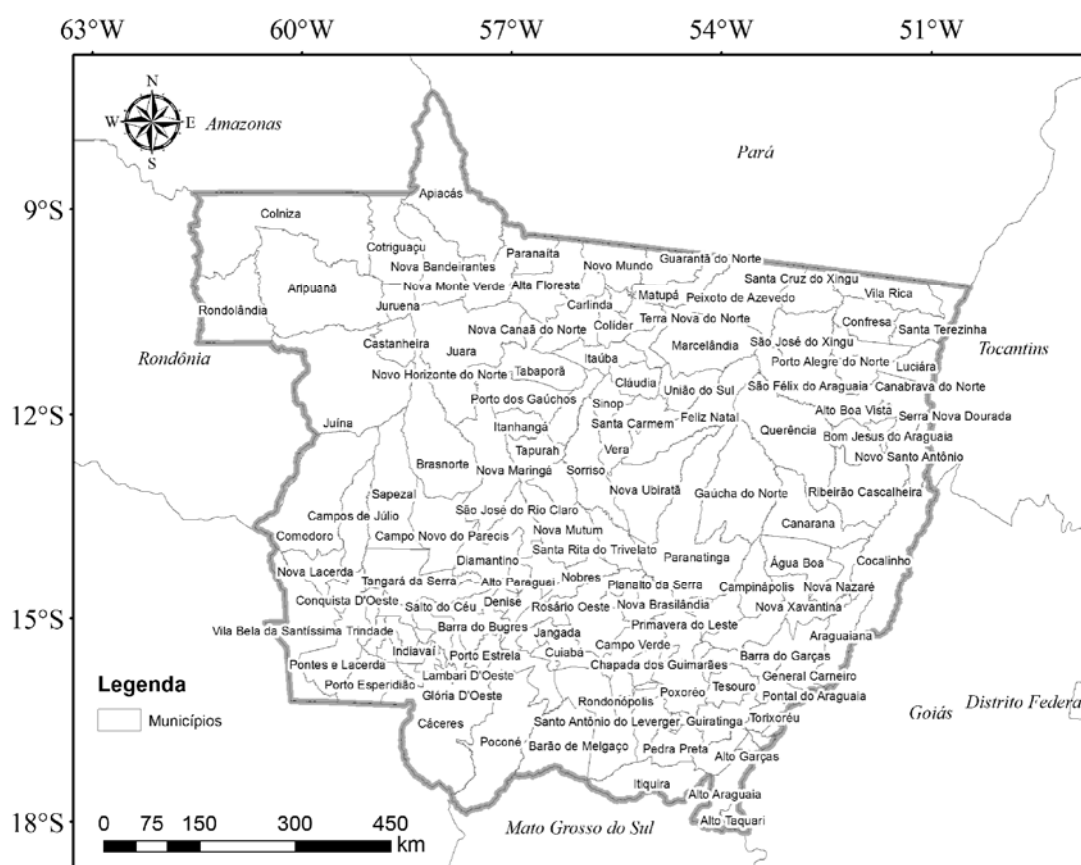 63°W 60°W 57°W 54°W 51°W
N
W E
S
Amazonas
Pará
Apiacás
9°S
Colniza
Cotriguaçu
Paranaíta
Guarantã do Norte
Nova Bandeirantes
Novo Mundo
Santa Cruz do Xingu
Aripuanã
Nova Monte Verde
Alta Floresta
Matupá
Peixoto de Azevedo
Vila Rica
Rondolândia
Juruena
Carlinda
Terra Nova do Norte
Confresa
Nova Canaã do Norte
Colíder
Santa Terezinha
Castanheira
Juara
Marcelândia
São José do Xingu
Tocantins
Rondônia
Itaúba
Porto Alegre do Norte
Luciára
Novo Horizonte do Norte
Tabaporã
Cláudia
União do Sul
São Félix do Araguaia
Canabrava do Norte
12°S
Porto dos Gaúchos
Sinop
Feliz Natal
Alto Boa Vista
Serra Nova Dourada
Juína
Itanhangá
Santa Carmem
Querência
Bom Jesus do Araguaia
Tapurah
Vera
Novo Santo Antônio
Brasnorte
Nova Maringá
Sorriso
Nova Ubiratã
Gaúcha do Norte
Ribeirão Cascalheira
Sapezal
São José do Rio Claro
Campos de Júlio
Canarana
Comodoro
Campo Novo do Parecis
Nova Mutum
Santa Rita do Trivelato
Paranatinga
Cocalinho
Diamantino
Água Boa
Nova Lacerda
Tangará da Serra
Alto Paraguai
Nobres
Planalto da Serra
Campinápolis
Nova Nazaré
Conquista D'Oeste
Salto do Céu
Denise
Rosário Oeste
Nova Brasilândia
Nova Xavantina
15°S
Vila Bela da Santíssima Trindade
Barra do Bugres
Jangada
Primavera do Leste
Araguaiana
Indiavaí
Porto Estrela
Cuiabá
Campo Verde
Barra do Garças
Pontes e Lacerda
Chapada dos Guimarães
Legenda
Porto Esperidião
Lambari D'Oeste
General Carneiro
Glória D'Oeste
Rondonópolis
Poxoréo
Tesouro
Pontal do Araguaia
Municípios
Goiás
Distrito Federa
Cáceres
Santo Antônio do Leverger
Guiratinga
Torixoréu
Poconé
Barão de Melgaço
Pedra Preta
Alto Garças
Itiquira
Alto Araguaia
18°S
0 75 150 300 450
km
Mato Grosso do Sul
Alto Taquari